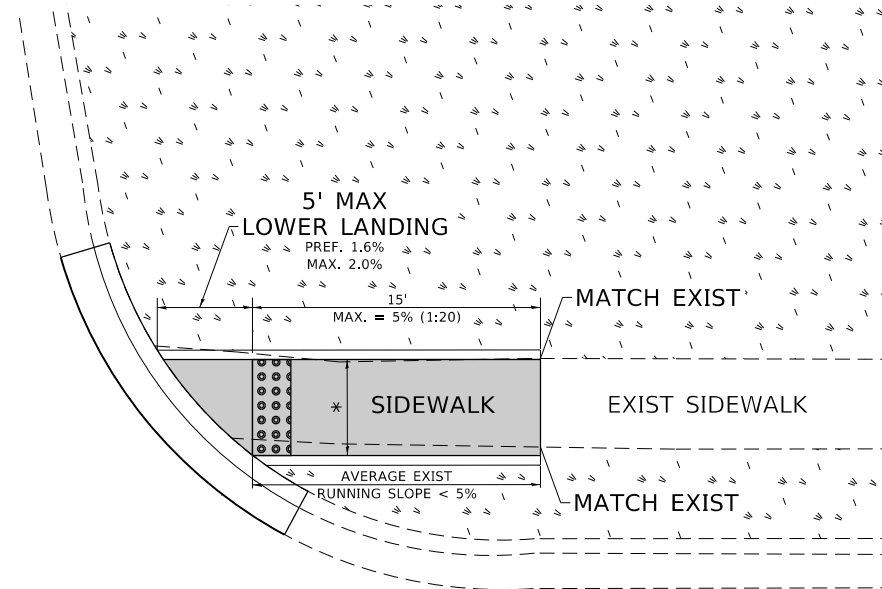 5' MAX
LOWER LANDING
PREF. 1.6%
MAX. 2.0%
15'
MAX. = 5% (1:20)
MATCH EXIST
* SIDEWALK
EXIST SIDEWALK
AVERAGE EXIST
RUNNING SLOPE < 5%
MATCH EXIST